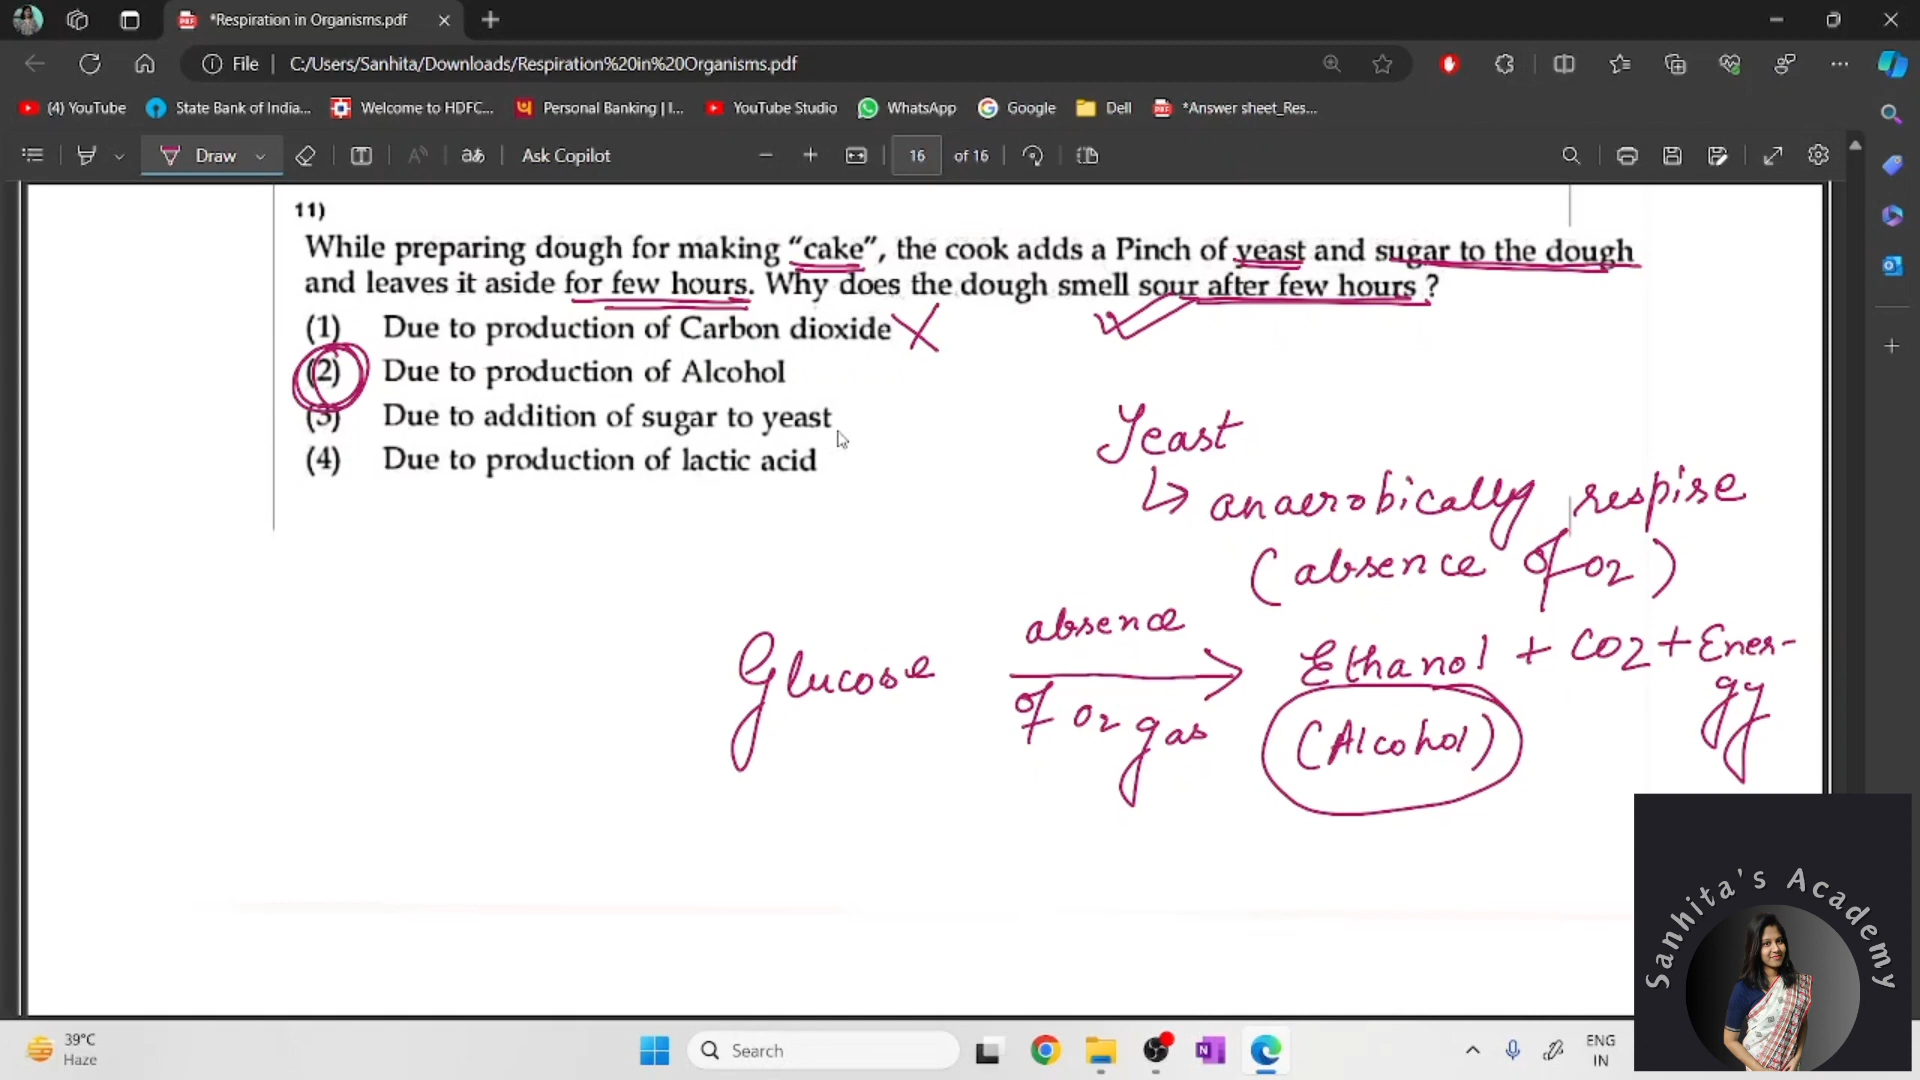 *Respiration in Organisms.pdf
File
C:/Users/Sanhita/Downloads/Respiration%20in%20Organisms.pdf
(4) YouTube
State Bank of India...
Welcome to HDFC...
Personal Banking | I...
YouTube Studio
WhatsApp
Google
Dell
*Answer sheet_Res...
Draw
Ask Copilot
16
of 16
11)
While preparing dough for making “cake”, the cook adds a Pinch of yeast and sugar to the dough
and leaves it aside for few hours. Why does the dough smell sour after few hours ?
(1) Due to production of Carbon dioxide
(2) Due to production of Alcohol
(3) Due to addition of sugar to yeast
(4) Due to production of lactic acid
Yeast
↳ anaerobically respire
(absence of O2)
Glucose
absence
of O2 gas
Ethanol + CO2 + Ener-
gy
(Alcohol)
Sanhita's Academy
39°C
Haze
Search
ENG
IN